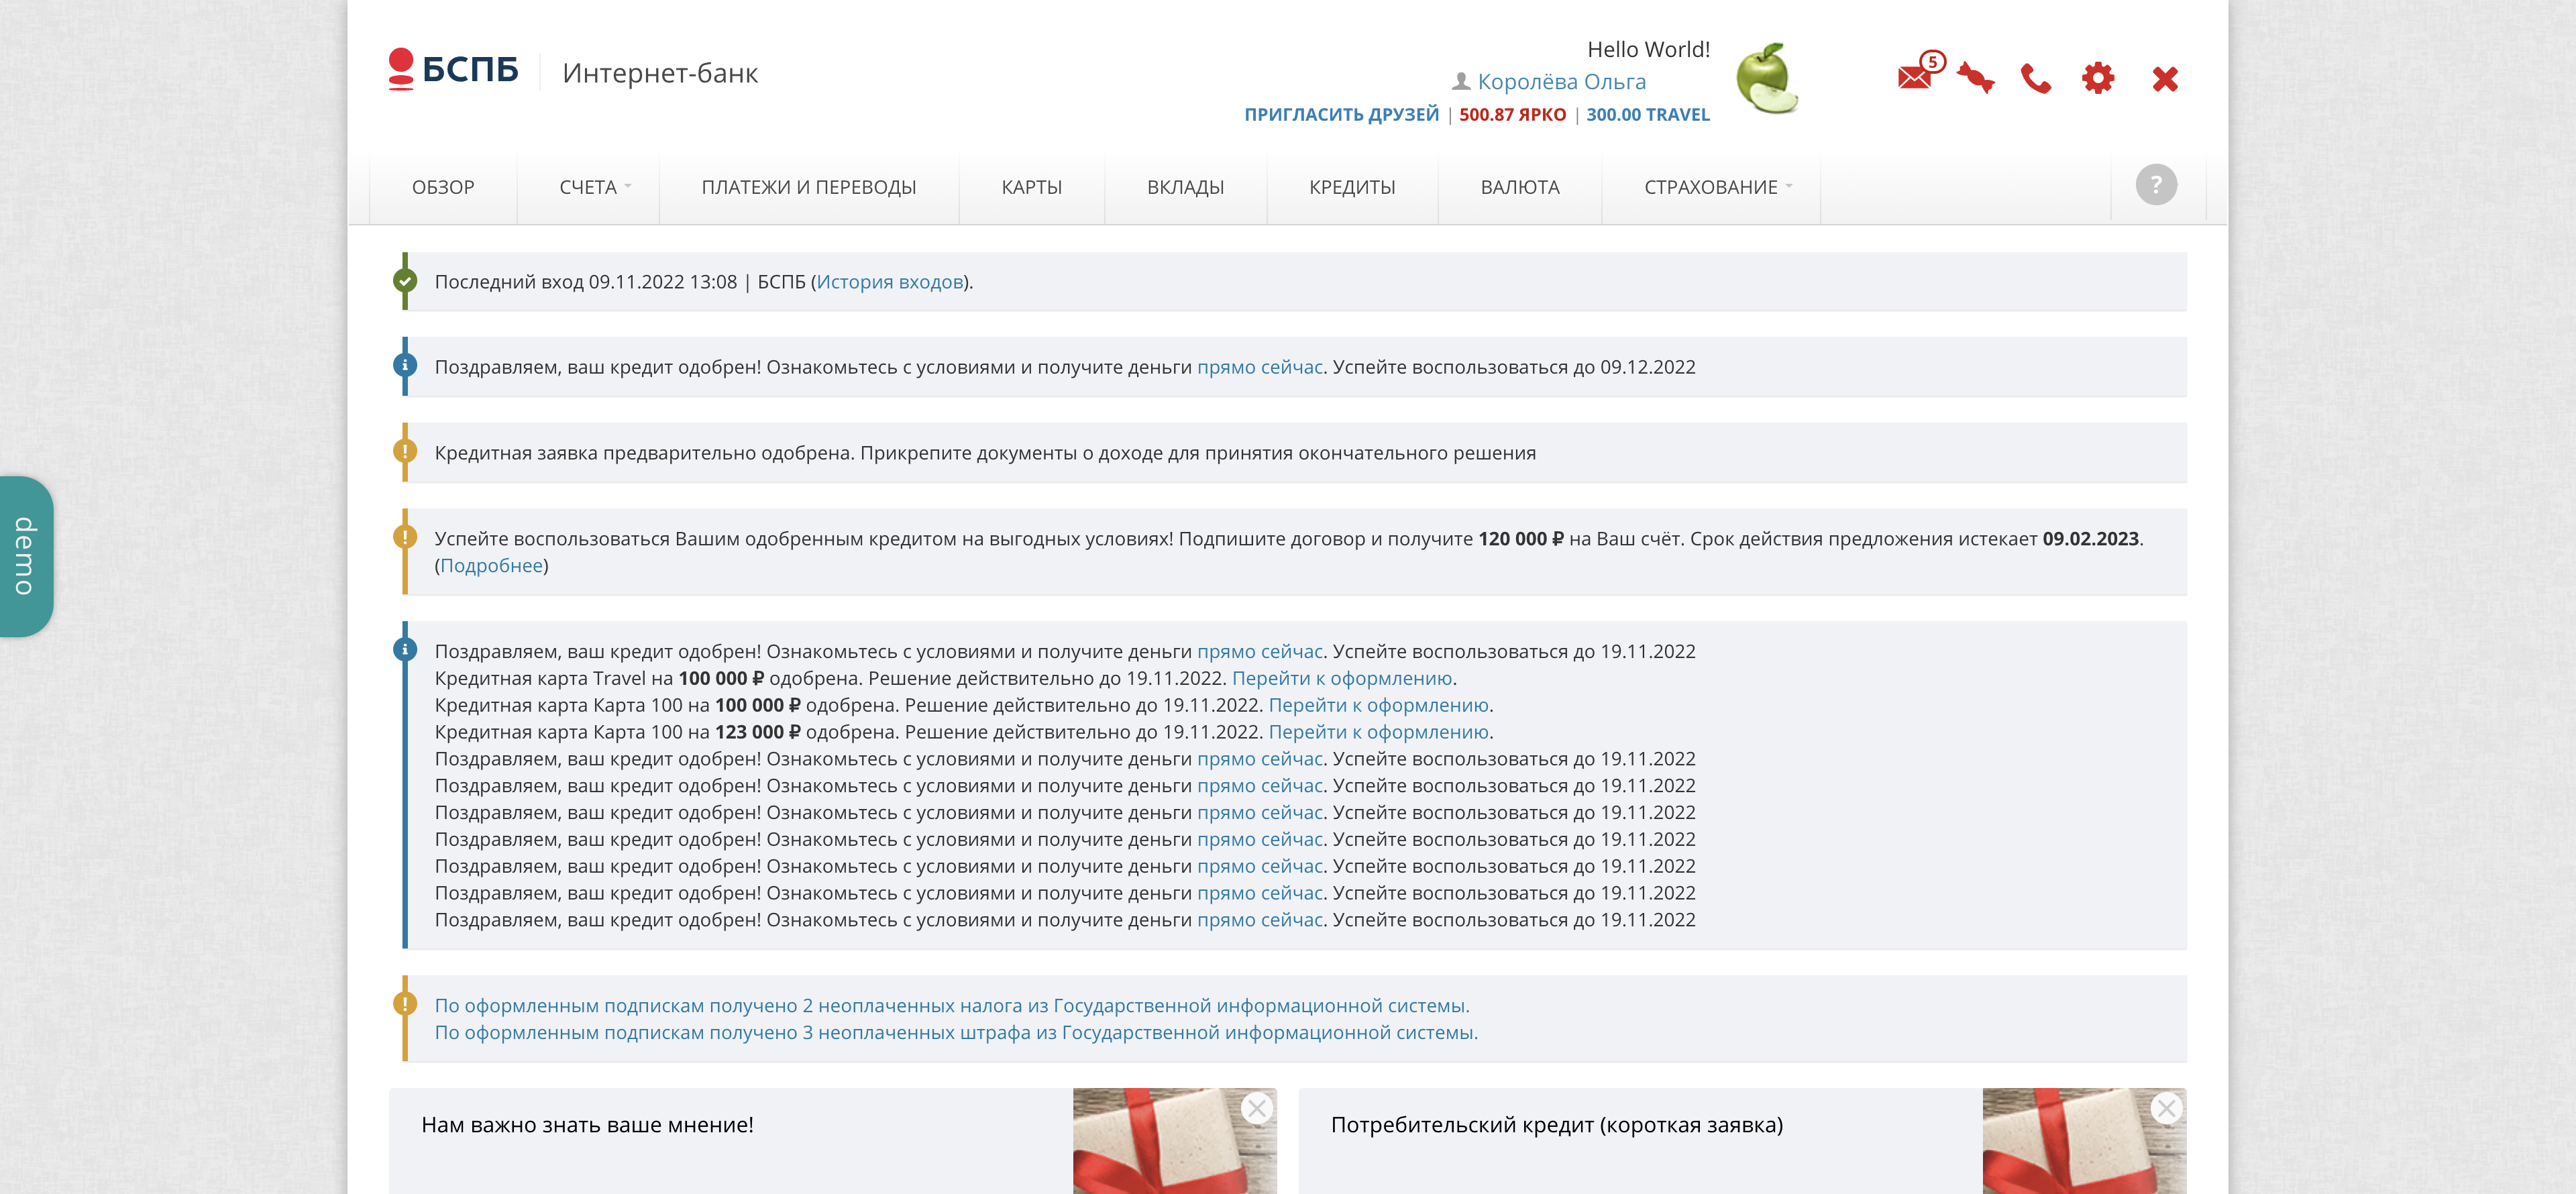 БСПБ
Интернет-банк
Hello World!
Королёва Ольга
ПРИГЛАСИТЬ ДРУЗЕЙ | 500.87 ЯРКО | 300.00 TRAVEL
5
ОБЗОР
СЧЕТА
ПЛАТЕЖИ И ПЕРЕВОДЫ
КАРТЫ
ВКЛАДЫ
КРЕДИТЫ
ВАЛЮТА
СТРАХОВАНИЕ
?
Последний вход 09.11.2022 13:08 | БСПБ (История входов).
Поздравляем, ваш кредит одобрен! Ознакомьтесь с условиями и получите деньги прямо сейчас. Успейте воспользоваться до 09.12.2022
Кредитная заявка предварительно одобрена. Прикрепите документы о доходе для принятия окончательного решения
demo
Успейте воспользоваться Вашим одобренным кредитом на выгодных условиях! Подпишите договор и получите 120 000 ₽ на Ваш счёт. Срок действия предложения истекает 09.02.2023.
(Подробнее)
Поздравляем, ваш кредит одобрен! Ознакомьтесь с условиями и получите деньги прямо сейчас. Успейте воспользоваться до 19.11.2022
Кредитная карта Travel на 100 000 ₽ одобрена. Решение действительно до 19.11.2022. Перейти к оформлению.
Кредитная карта Карта 100 на 100 000 ₽ одобрена. Решение действительно до 19.11.2022. Перейти к оформлению.
Кредитная карта Карта 100 на 123 000 ₽ одобрена. Решение действительно до 19.11.2022. Перейти к оформлению.
Поздравляем, ваш кредит одобрен! Ознакомьтесь с условиями и получите деньги прямо сейчас. Успейте воспользоваться до 19.11.2022
Поздравляем, ваш кредит одобрен! Ознакомьтесь с условиями и получите деньги прямо сейчас. Успейте воспользоваться до 19.11.2022
Поздравляем, ваш кредит одобрен! Ознакомьтесь с условиями и получите деньги прямо сейчас. Успейте воспользоваться до 19.11.2022
Поздравляем, ваш кредит одобрен! Ознакомьтесь с условиями и получите деньги прямо сейчас. Успейте воспользоваться до 19.11.2022
Поздравляем, ваш кредит одобрен! Ознакомьтесь с условиями и получите деньги прямо сейчас. Успейте воспользоваться до 19.11.2022
Поздравляем, ваш кредит одобрен! Ознакомьтесь с условиями и получите деньги прямо сейчас. Успейте воспользоваться до 19.11.2022
Поздравляем, ваш кредит одобрен! Ознакомьтесь с условиями и получите деньги прямо сейчас. Успейте воспользоваться до 19.11.2022
По оформленным подпискам получено 2 неоплаченных налога из Государственной информационной системы.
По оформленным подпискам получено 3 неоплаченных штрафа из Государственной информационной системы.
Нам важно знать ваше мнение!
Потребительский кредит (короткая заявка)